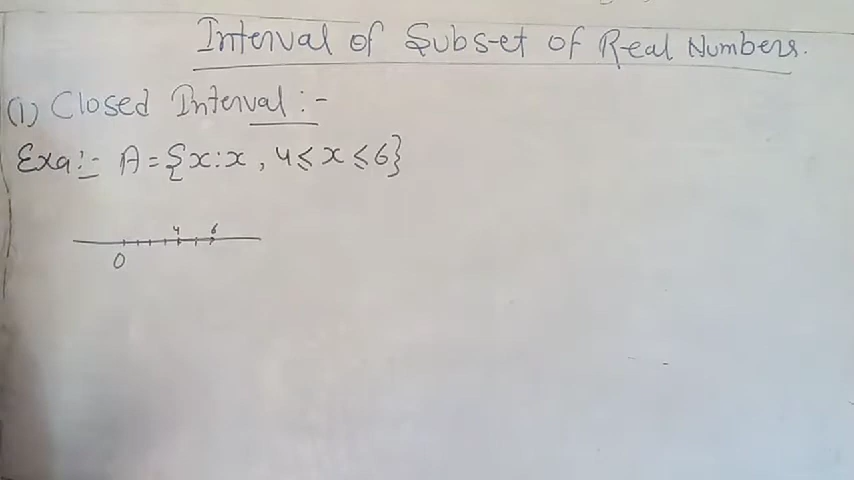 Interval of Subset of Real Numbers.
(1) Closed Interval :-
Exa:- A = {x:x , 4 ≤ x ≤ 6}
4 6
0